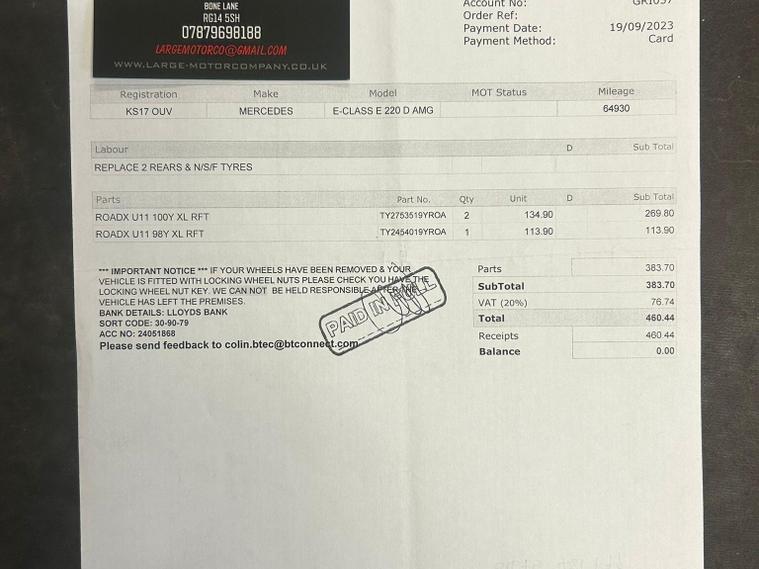 BONE LANE
RG14 5SH
07879698188
LARGEMOTORCO@GMAIL.COM
WWW.LARGE-MOTORCOMPANY.CO.UK
Account No: GRI057
Order Ref:
Payment Date: 19/09/2023
Payment Method: Card
Registration Make Model MOT Status Mileage
KS17 OUV MERCEDES E-CLASS E 220 D AMG 64930
Labour D Sub Total
REPLACE 2 REARS & N/S/F TYRES
Parts Part No. Qty Unit D Sub Total
ROADX U11 100Y XL RFT TY2753519YROA 2 134.90 269.80
ROADX U11 98Y XL RFT TY2454019YROA 1 113.90 113.90
*** IMPORTANT NOTICE *** IF YOUR WHEELS HAVE BEEN REMOVED & YOUR
VEHICLE IS FITTED WITH LOCKING WHEEL NUTS PLEASE CHECK YOU HAVE THE
LOCKING WHEEL NUT KEY. WE CAN NOT BE HELD RESPONSIBLE AFTER THE
VEHICLE HAS LEFT THE PREMISES.
BANK DETAILS: LLOYDS BANK
SORT CODE: 30-90-79
ACC NO: 24051868
Please send feedback to colin.btec@btconnect.com
PAID IN FULL
Parts 383.70
SubTotal 383.70
VAT (20%) 76.74
Total 460.44
Receipts 460.44
Balance 0.00